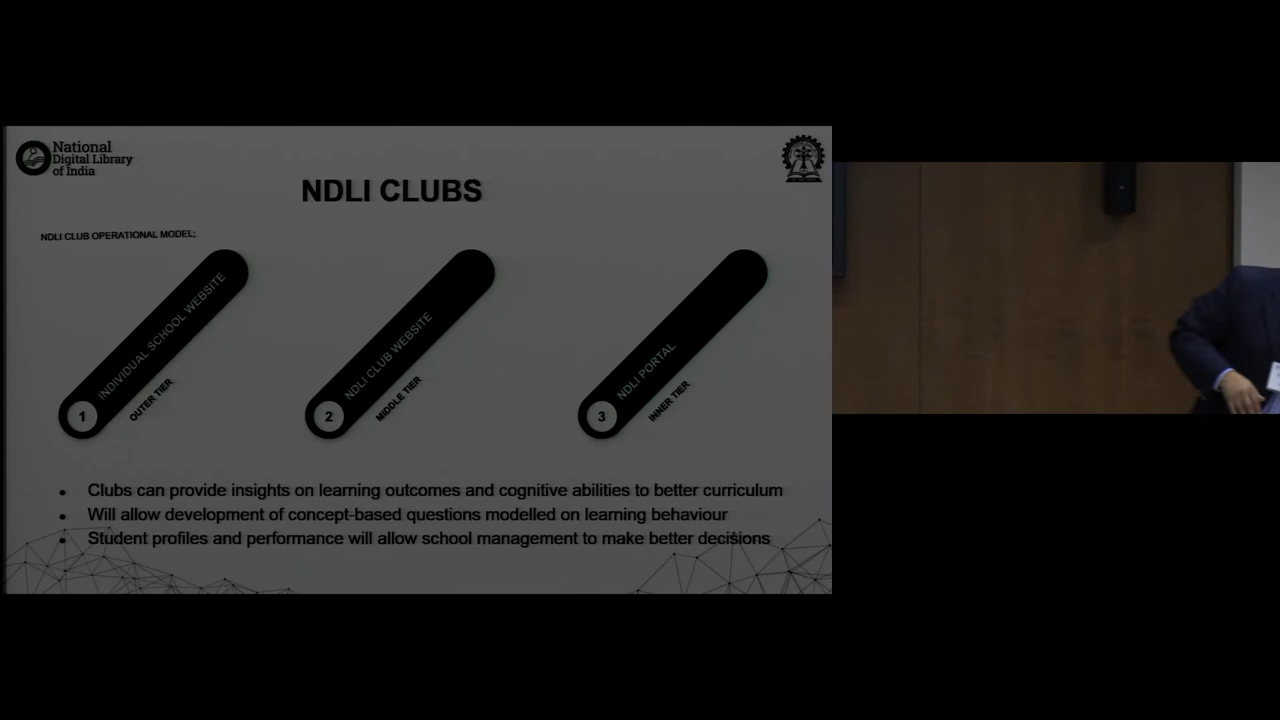 National
Digital Library
of India
NDLI CLUBS
NDLI CLUB OPERATIONAL MODEL;
INDIVIDUAL SCHOOL WEBSITE
OUTER TIER
1
NDLI CLUB WEBSITE
MIDDLE TIER
2
NDLI PORTAL
INNER TIER
3
• Clubs can provide insights on learning outcomes and cognitive abilities to better curriculum
• Will allow development of concept-based questions modelled on learning behaviour
• Student profiles and performance will allow school management to make better decisions